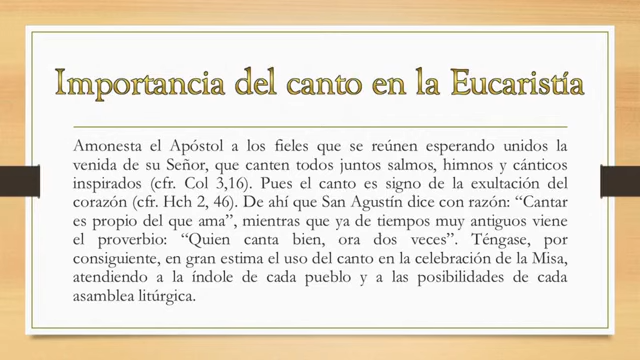 Importancia del canto en la Eucaristía
Amonesta el Apóstol a los fieles que se reúnen esperando unidos la
venida de su Señor, que canten todos juntos salmos, himnos y cánticos
inspirados (cfr. Col 3,16). Pues el canto es signo de la exultación del
corazón (cfr. Hch 2, 46). De ahí que San Agustín dice con razón: “Cantar
es propio del que ama”, mientras que ya de tiempos muy antiguos viene
el proverbio: “Quien canta bien, ora dos veces”. Téngase, por
consiguiente, en gran estima el uso del canto en la celebración de la Misa,
atendiendo a la índole de cada pueblo y a las posibilidades de cada
asamblea litúrgica.